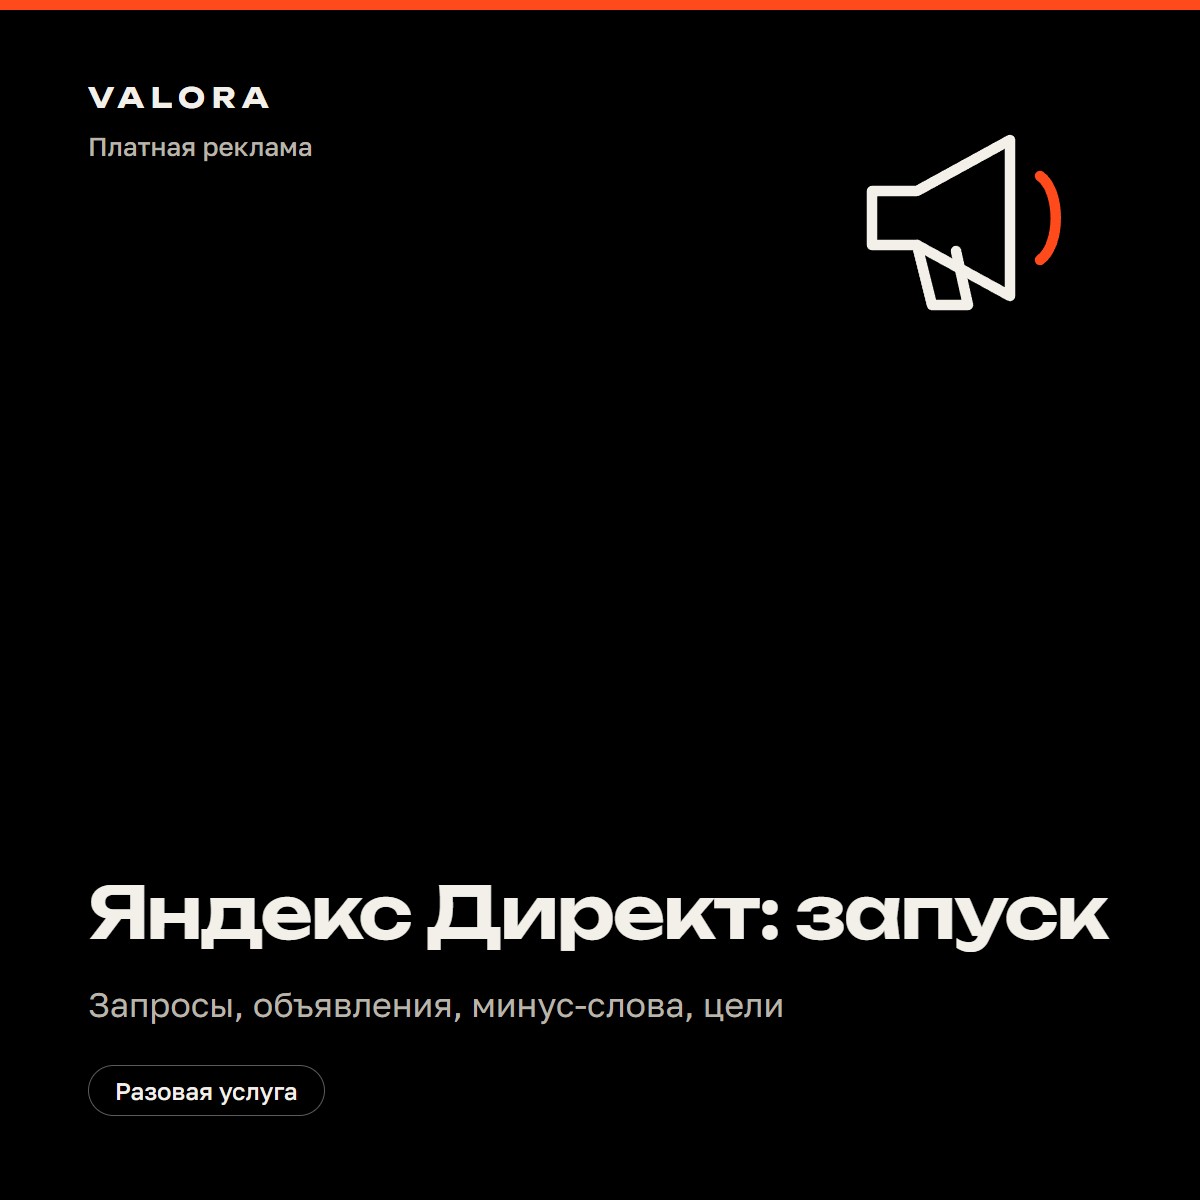 VALORA
Платная реклама
Яндекс Директ: запуск
Запросы, объявления, минус-слова, цели
Разовая услуга